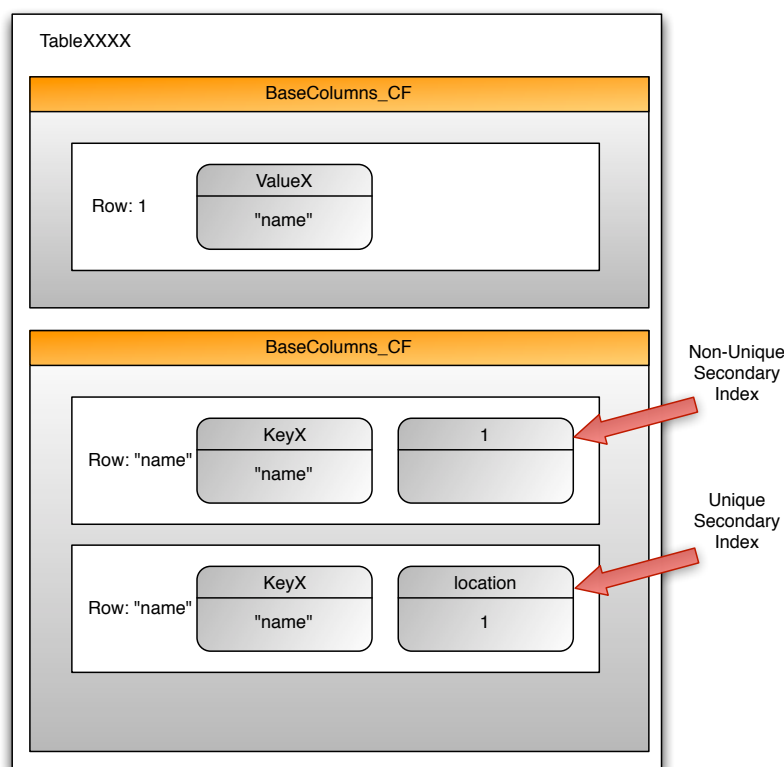 TableXXXX
BaseColumns_CF
Row: 1
ValueX
"name"
BaseColumns_CF
Non-Unique
Secondary
Index
Row: "name"
KeyX
"name"
1
Unique
Secondary
Index
Row: "name"
KeyX
"name"
location
1